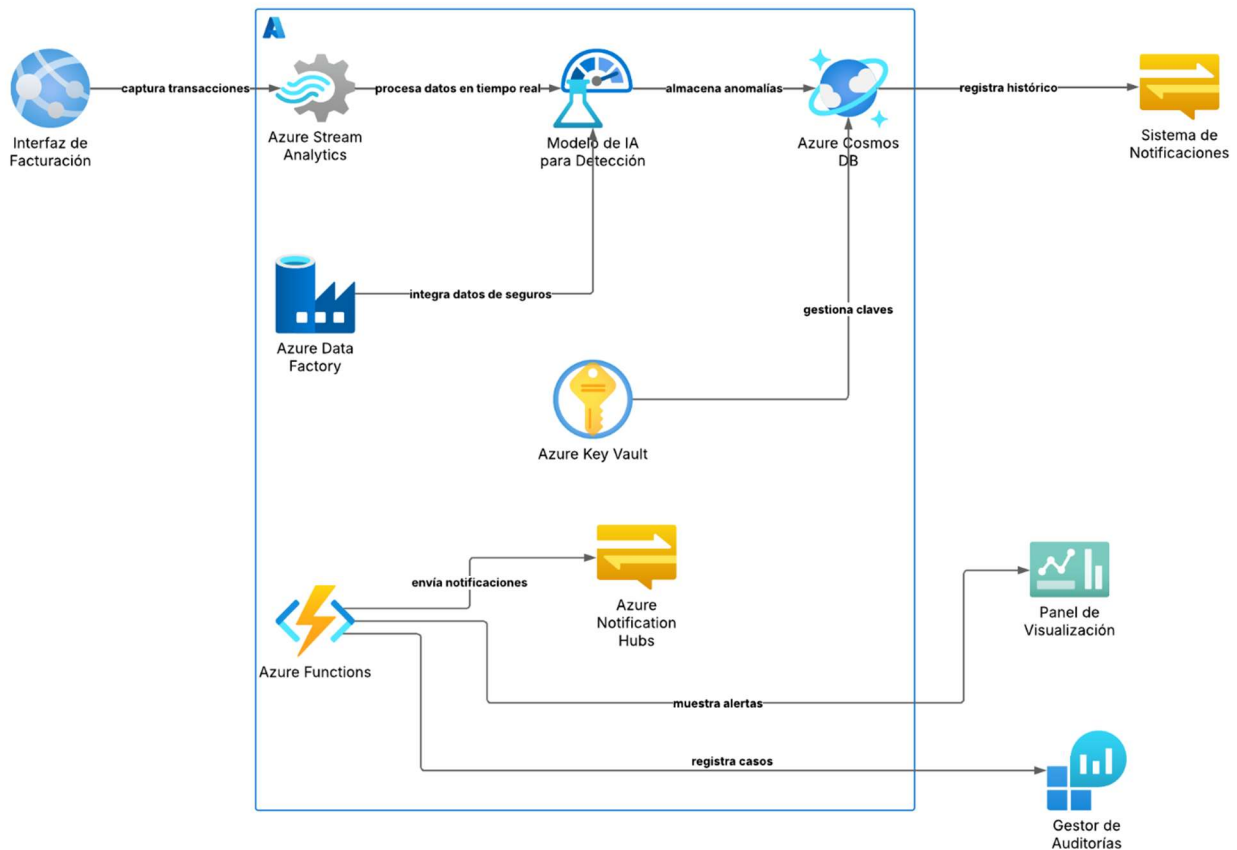 captura transacciones
procesa datos en tiempo real
almacena anomalías
registra histórico
Interfaz de
Facturación
Azure Stream
Analytics
Modelo de IA
para Detección
Azure Cosmos
DB
Sistema de
Notificaciones
integra datos de seguros
gestiona claves
Azure Data
Factory
Azure Key Vault
envía notificaciones
Azure
Notification
Hubs
Panel de
Visualización
Azure Functions
muestra alertas
registra casos
Gestor de
Auditorías